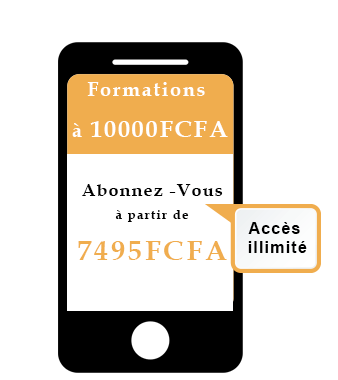 Formations
à 10000FCFA
Abonnez -Vous
à partir de
7495FCFA
Accès
illimité